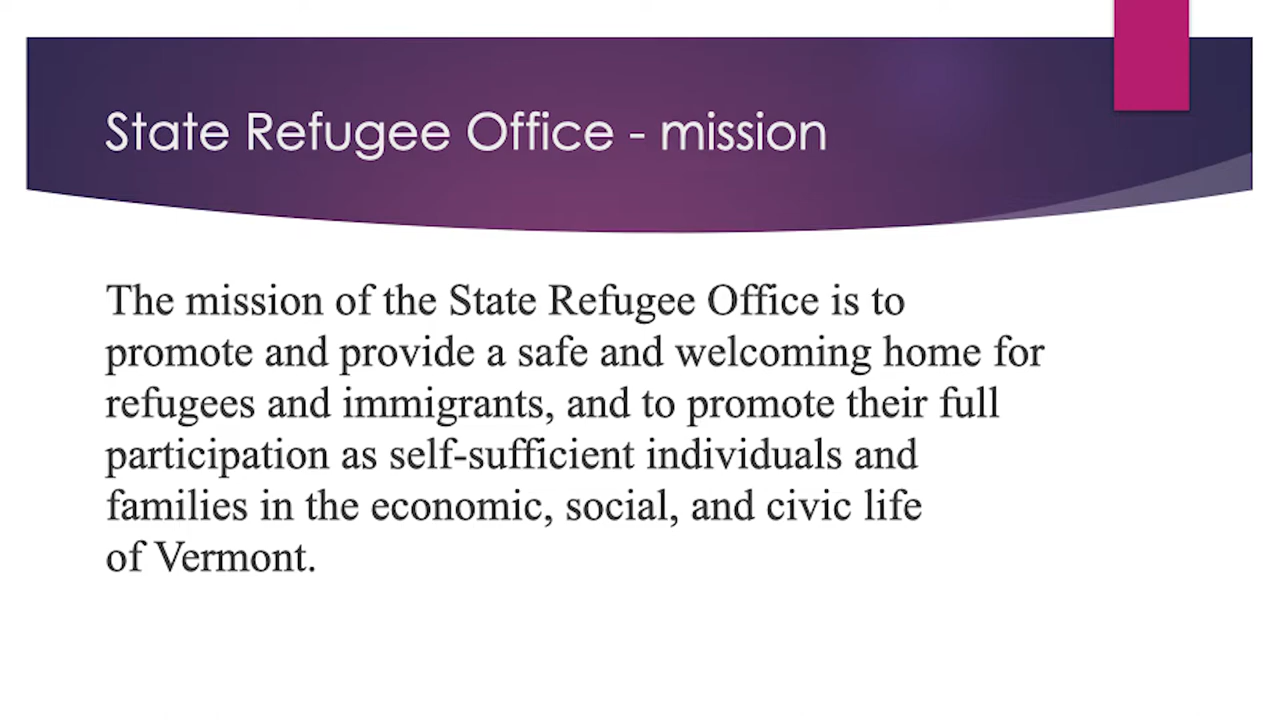 State Refugee Office - mission
The mission of the State Refugee Office is to
promote and provide a safe and welcoming home for
refugees and immigrants, and to promote their full
participation as self-sufficient individuals and
families in the economic, social, and civic life
of Vermont.